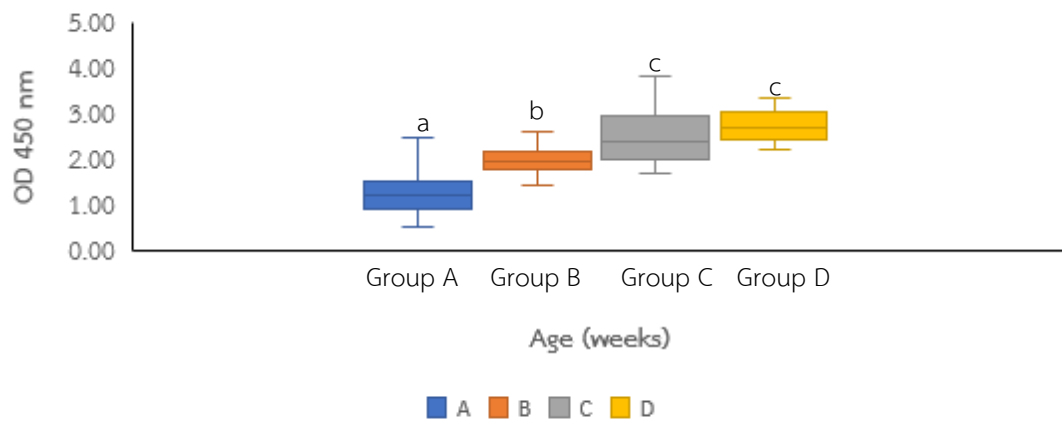 5.00
4.00
3.00
2.00
1.00
0.00
OD 450 nm
a
b
c
c
Group A Group B Group C Group D
Age (weeks)
A B C D